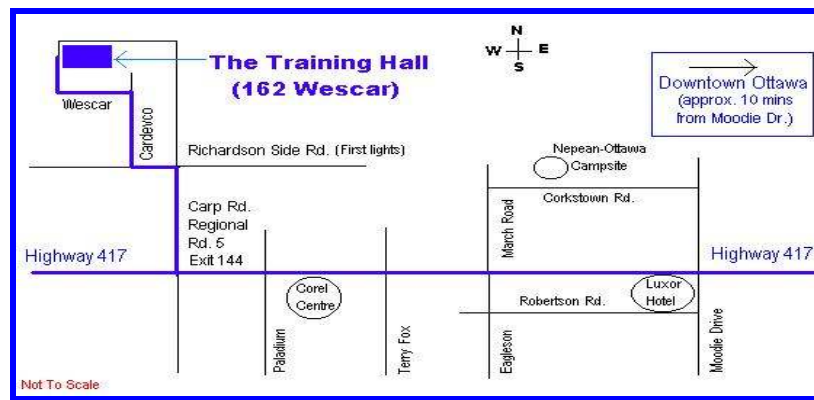 N
W E
S
The Training Hall
(162 Wescar)
Downtown Ottawa
(approx. 10 mins
from Moodie Dr.)
Wescar
Cardevco
Richardson Side Rd. (First lights)
Nepean-Ottawa
Campsite
Corkstown Rd.
March Road
Carp Rd.
Regional
Rd. 5
Exit 144
Highway 417
Highway 417
Corel
Centre
Luxor
Hotel
Robertson Rd.
Paladium
Terry Fox
Eagleson
Moodie Drive
Not To Scale